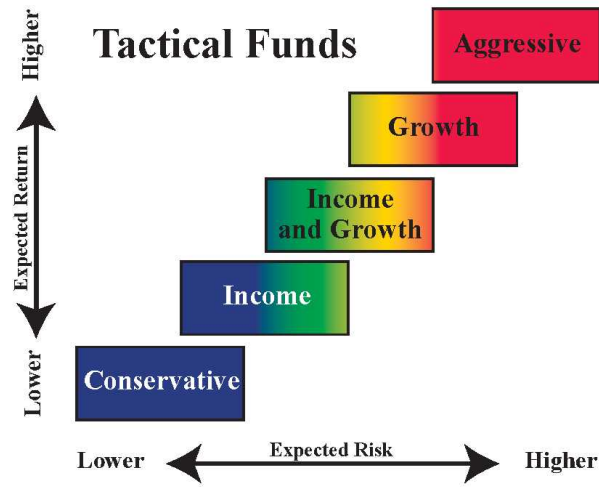 Tactical Funds
Aggressive
Growth
Income
and Growth
Income
Conservative
Higher
Expected Return
Lower
Lower
Expected Risk
Higher